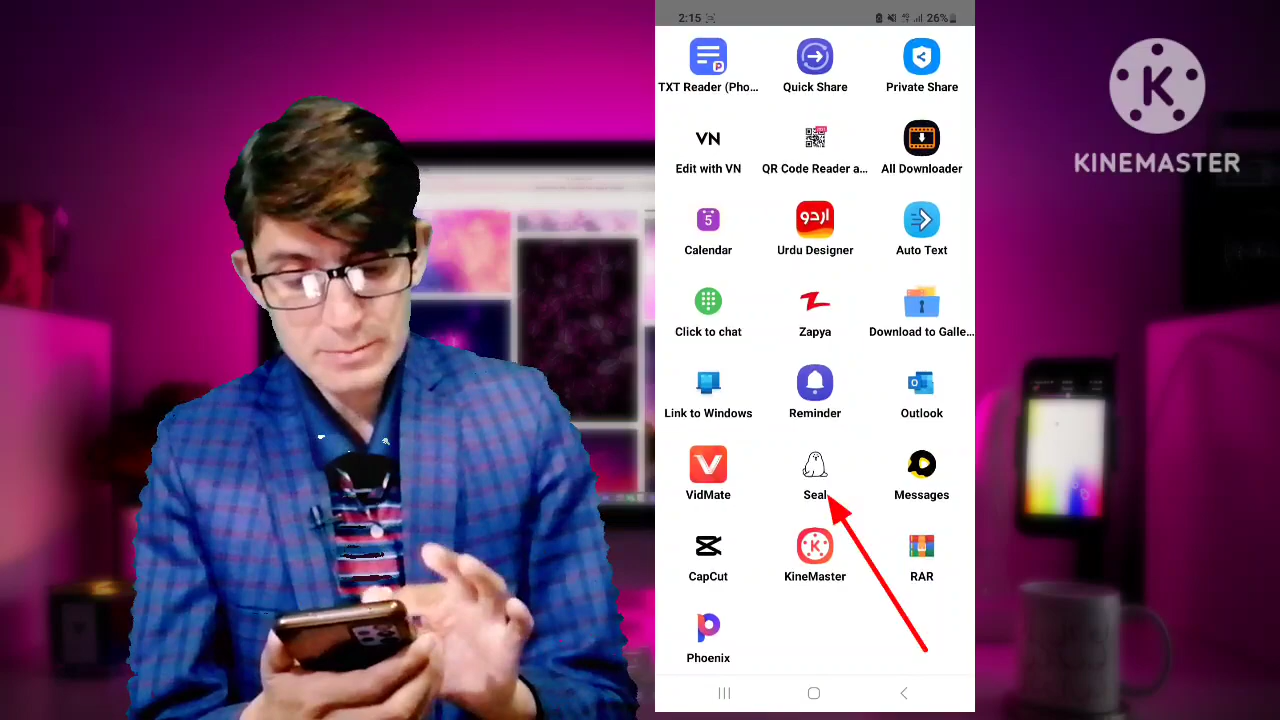 2:15
26%
TXT Reader (Pho...
Quick Share
Private Share
VN
Edit with VN
QR Code Reader a...
All Downloader
5
Calendar
اردو
Urdu Designer
Auto Text
Click to chat
Zapya
Download to Galle...
Link to Windows
Reminder
Outlook
VidMate
Seal
Messages
CapCut
KineMaster
RAR
Phoenix
K
KINEMASTER